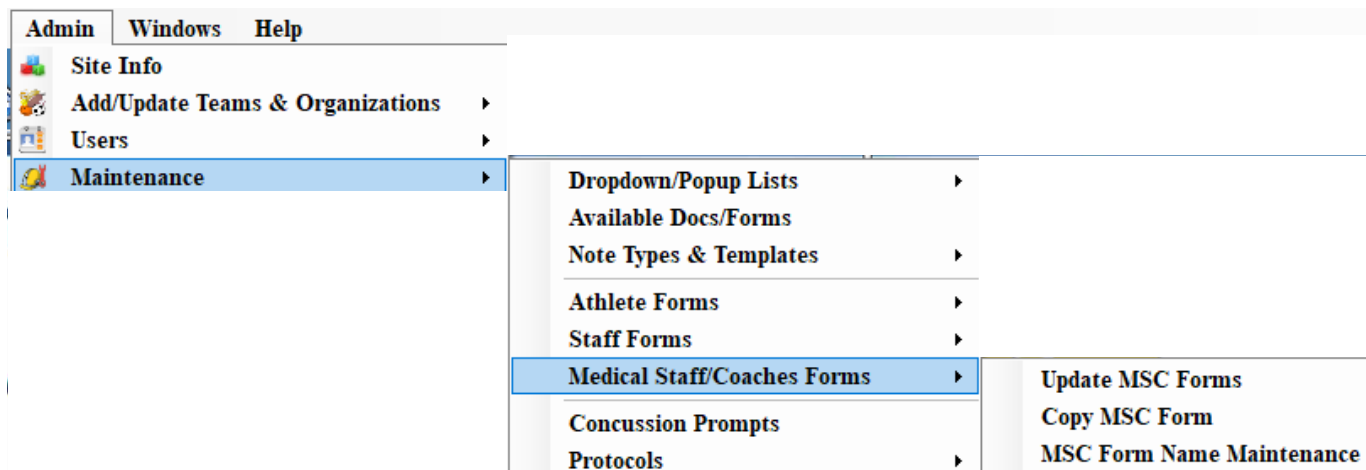 Admin Windows Help
Site Info
Add/Update Teams & Organizations
Users
Maintenance
Dropdown/Popup Lists
Available Docs/Forms
Note Types & Templates
Athlete Forms
Staff Forms
Medical Staff/Coaches Forms
Concussion Prompts
Protocols
Update MSC Forms
Copy MSC Form
MSC Form Name Maintenance